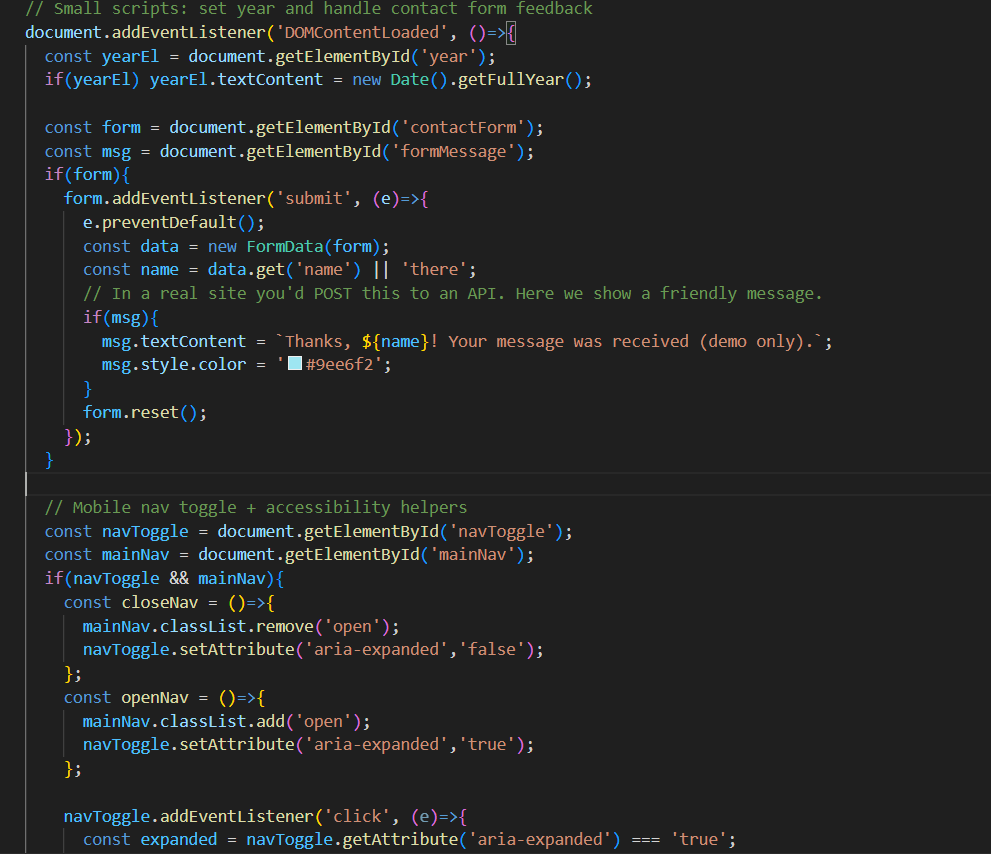 // Small scripts: set year and handle contact form feedback
document.addEventListener('DOMContentLoaded', ()=>{
  const yearEl = document.getElementById('year');
  if(yearEl) yearEl.textContent = new Date().getFullYear();

  const form = document.getElementById('contactForm');
  const msg = document.getElementById('formMessage');
  if(form){
    form.addEventListener('submit', (e)=>{
      e.preventDefault();
      const data = new FormData(form);
      const name = data.get('name') || 'there';
      // In a real site you'd POST this to an API. Here we show a friendly message.
      if(msg){
        msg.textContent = `Thanks, ${name}! Your message was received (demo only).`;
        msg.style.color = '#9ee6f2';
      }
      form.reset();
    });
  }

  // Mobile nav toggle + accessibility helpers
  const navToggle = document.getElementById('navToggle');
  const mainNav = document.getElementById('mainNav');
  if(navToggle && mainNav){
    const closeNav = ()=>{
      mainNav.classList.remove('open');
      navToggle.setAttribute('aria-expanded','false');
    };
    const openNav = ()=>{
      mainNav.classList.add('open');
      navToggle.setAttribute('aria-expanded','true');
    };

    navToggle.addEventListener('click', (e)=>{
      const expanded = navToggle.getAttribute('aria-expanded') === 'true';